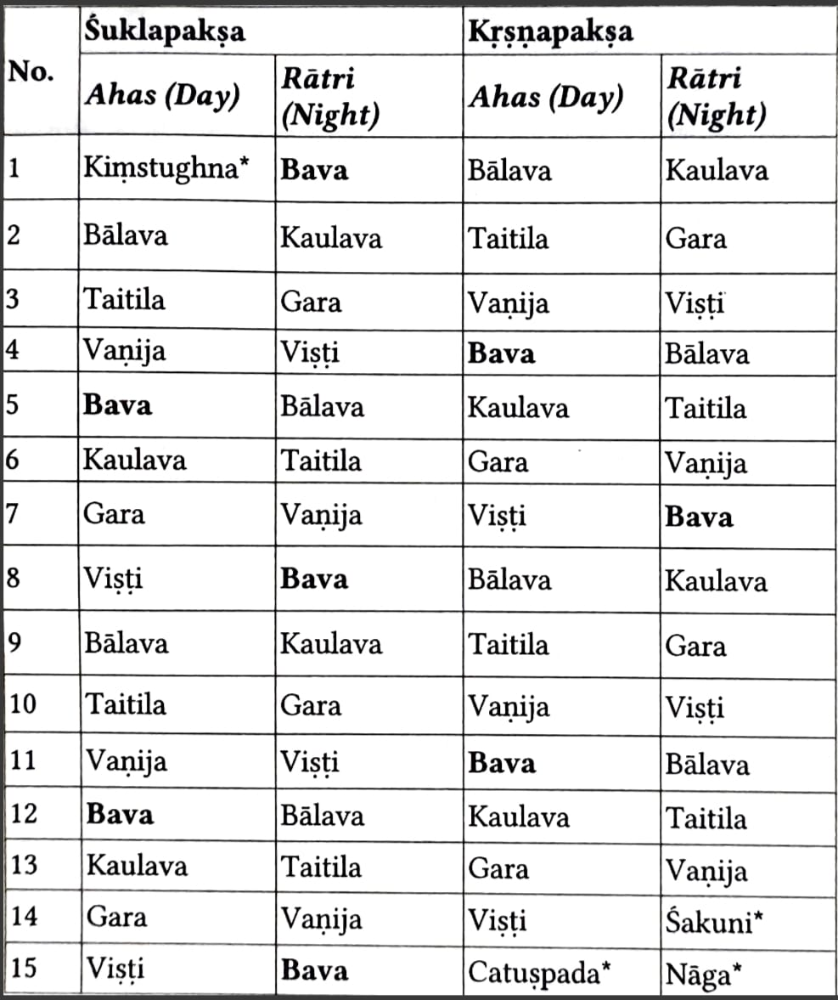 No. Śuklapakṣa Kṛṣṇapakṣa
Ahas (Day) Rātri (Night) Ahas (Day) Rātri (Night)
1 Kiṃstughna* Bava Bālava Kaulava
2 Bālava Kaulava Taitila Gara
3 Taitila Gara Vaṇija Viṣṭi
4 Vaṇija Viṣṭi Bava Bālava
5 Bava Bālava Kaulava Taitila
6 Kaulava Taitila Gara Vaṇija
7 Gara Vaṇija Viṣṭi Bava
8 Viṣṭi Bava Bālava Kaulava
9 Bālava Kaulava Taitila Gara
10 Taitila Gara Vaṇija Viṣṭi
11 Vaṇija Viṣṭi Bava Bālava
12 Bava Bālava Kaulava Taitila
13 Kaulava Taitila Gara Vaṇija
14 Gara Vaṇija Viṣṭi Śakuni*
15 Viṣṭi Bava Catuṣpada* Nāga*